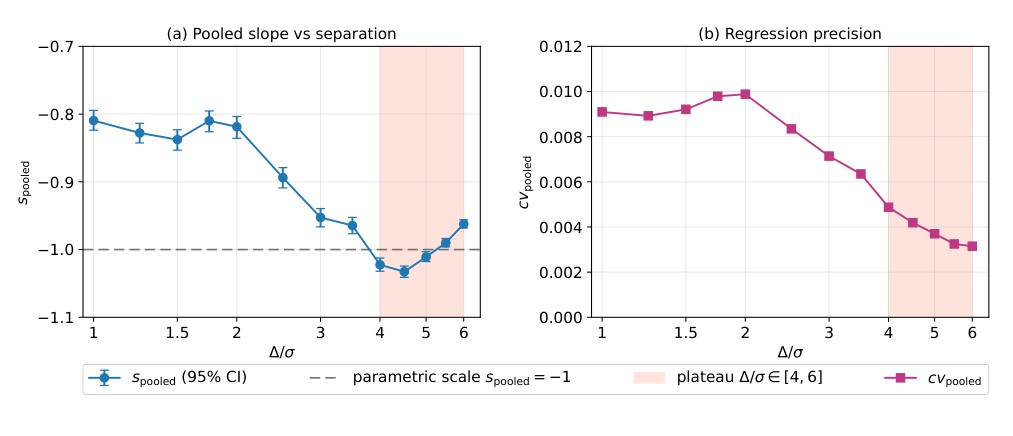 (a) Pooled slope vs separation
−0.7
−0.8
−0.9
−1.0
−1.1
s_pooled
1 1.5 2 3 4 5 6
Δ/σ
(b) Regression precision
0.012
0.010
0.008
0.006
0.004
0.002
0.000
cv_pooled
1 1.5 2 3 4 5 6
Δ/σ
s_pooled (95% CI) parametric scale s_pooled = −1 plateau Δ/σ ∈ [4, 6] cv_pooled